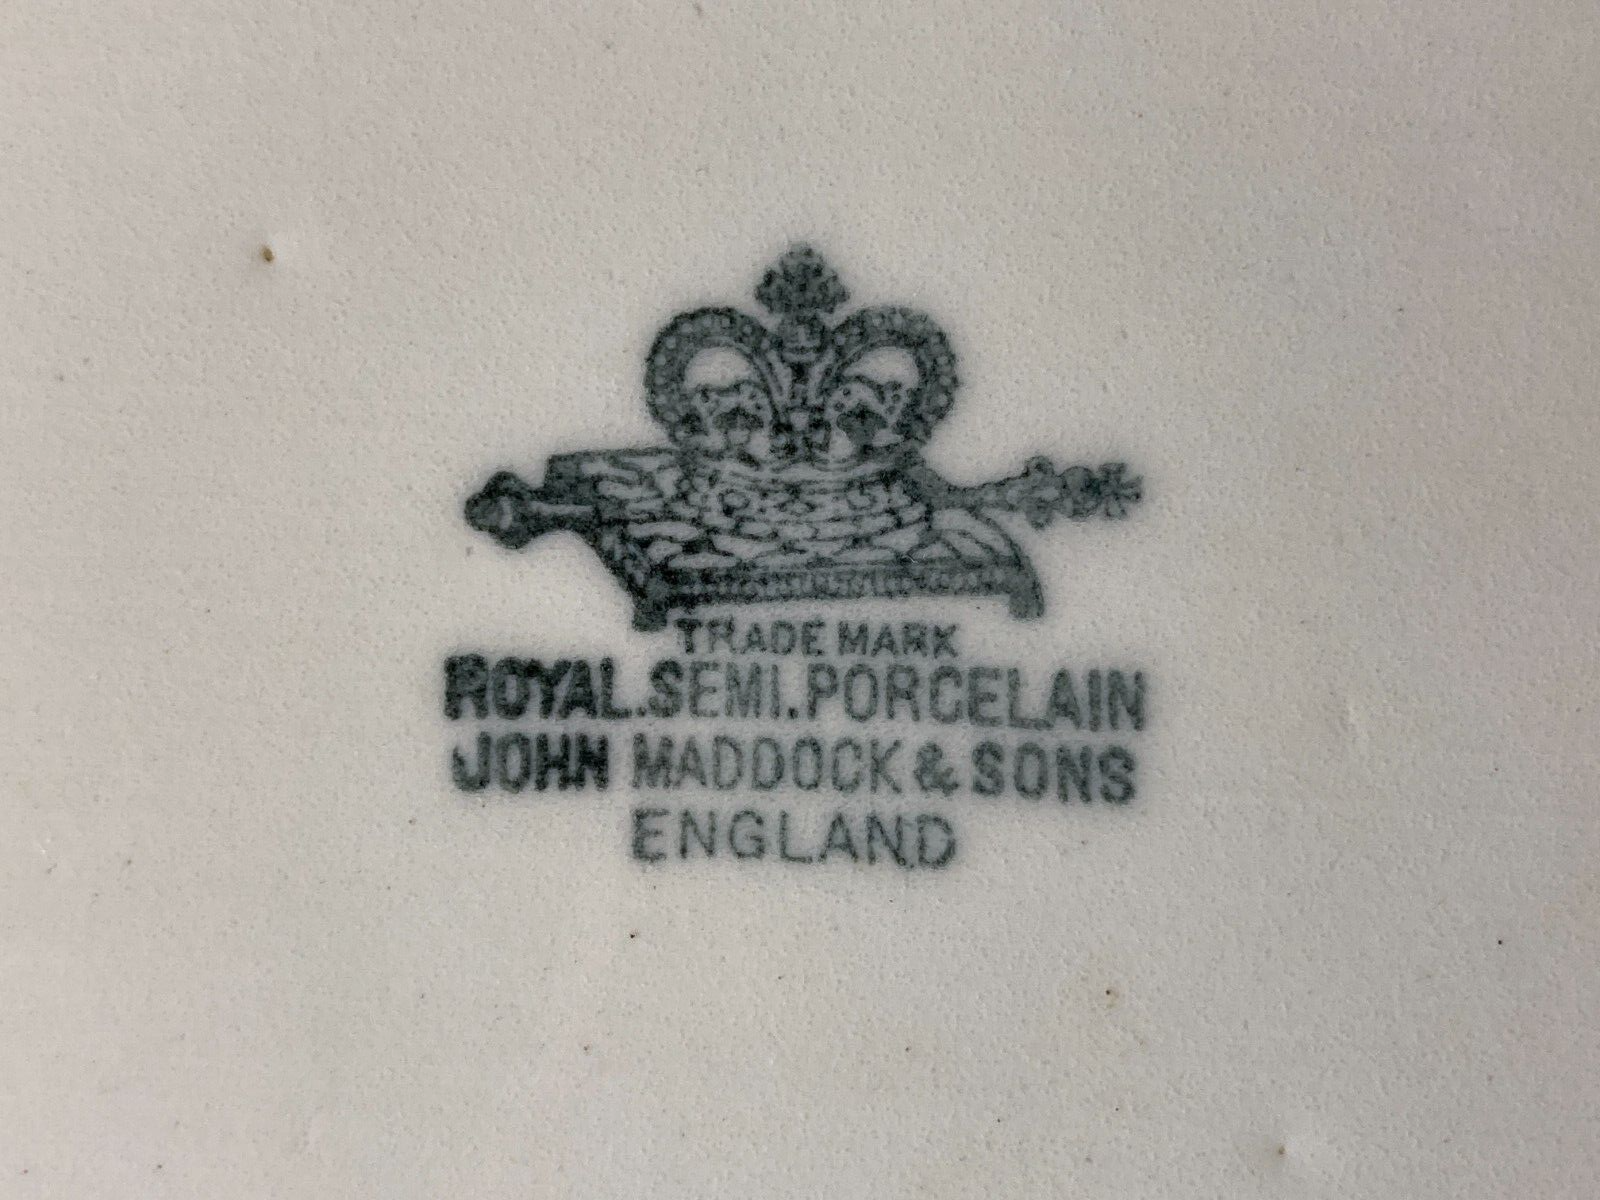 TRADE MARK
ROYAL.SEMI.PORCELAIN
JOHN MADDOCK & SONS
ENGLAND